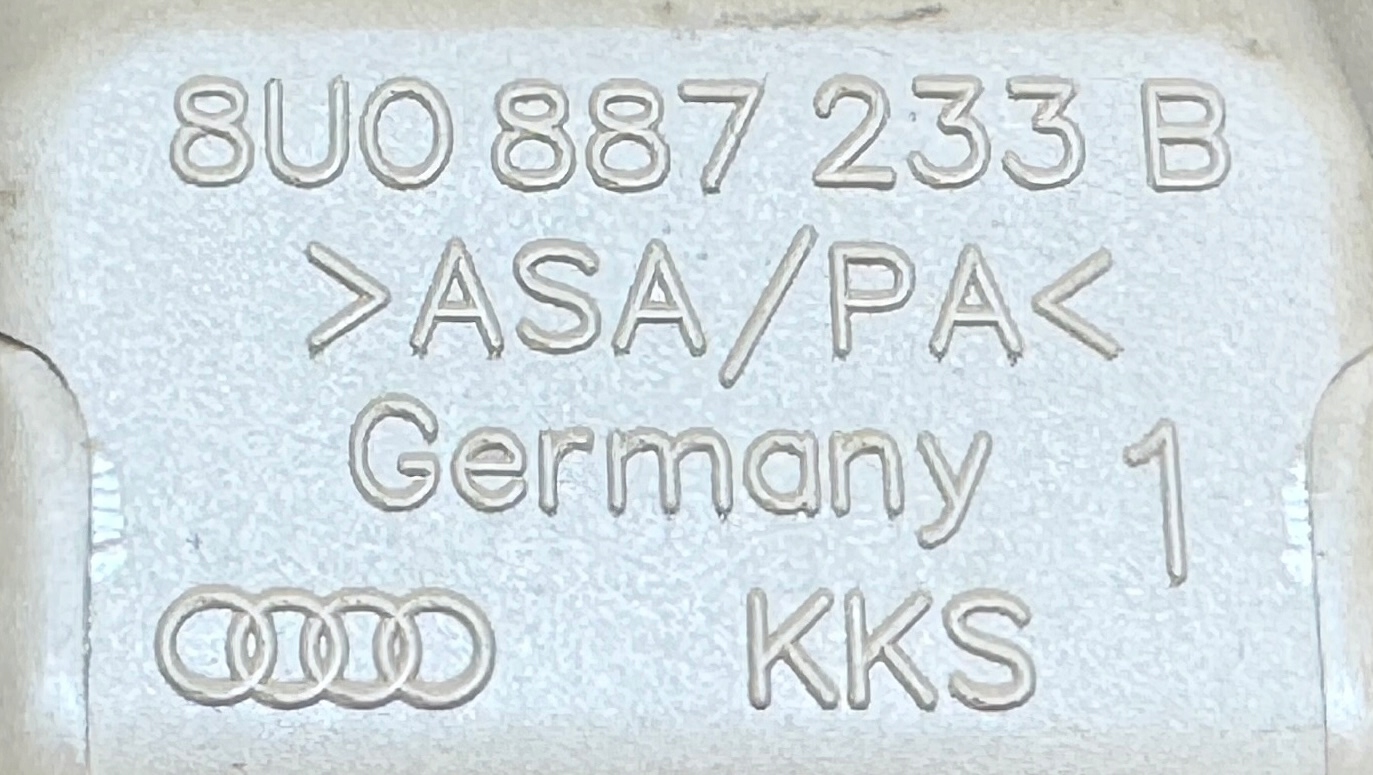 8U0 887 233 B
>ASA/PA<
Germany 1
KKS